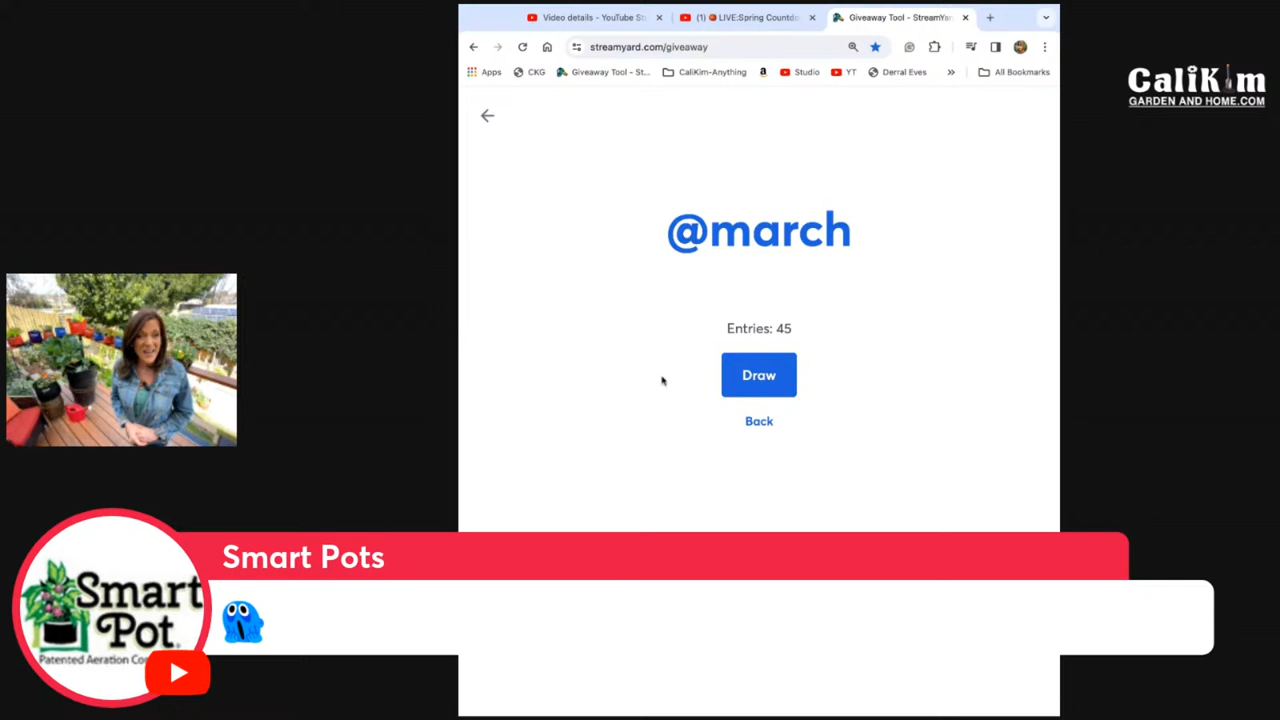 Video details - YouTube St
(1) LIVE:Spring Countdo
Giveaway Tool - StreamYar
streamyard.com/giveaway
Apps
CKG
Giveaway Tool - St...
CaliKim-Anything
Studio
YT
Derral Eves
All Bookmarks
CaliKim
GARDEN AND HOME.COM
@march
Entries: 45
Draw
Back
Smart Pots
Smart
Pot
Patented Aeration Co